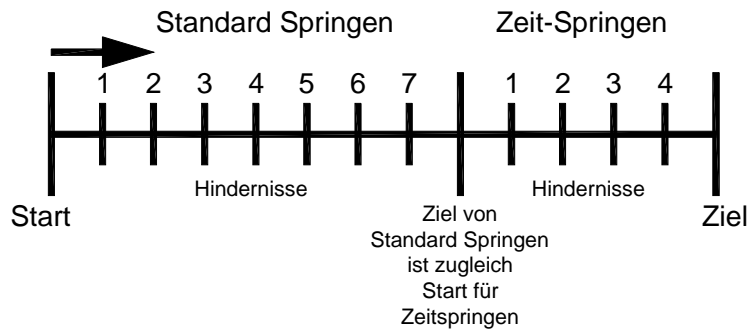 Standard Springen Zeit-Springen
1 2 3 4 5 6 7 1 2 3 4
Hindernisse Hindernisse
Start Ziel von Ziel
Standard Springen
ist zugleich
Start für
Zeitspringen